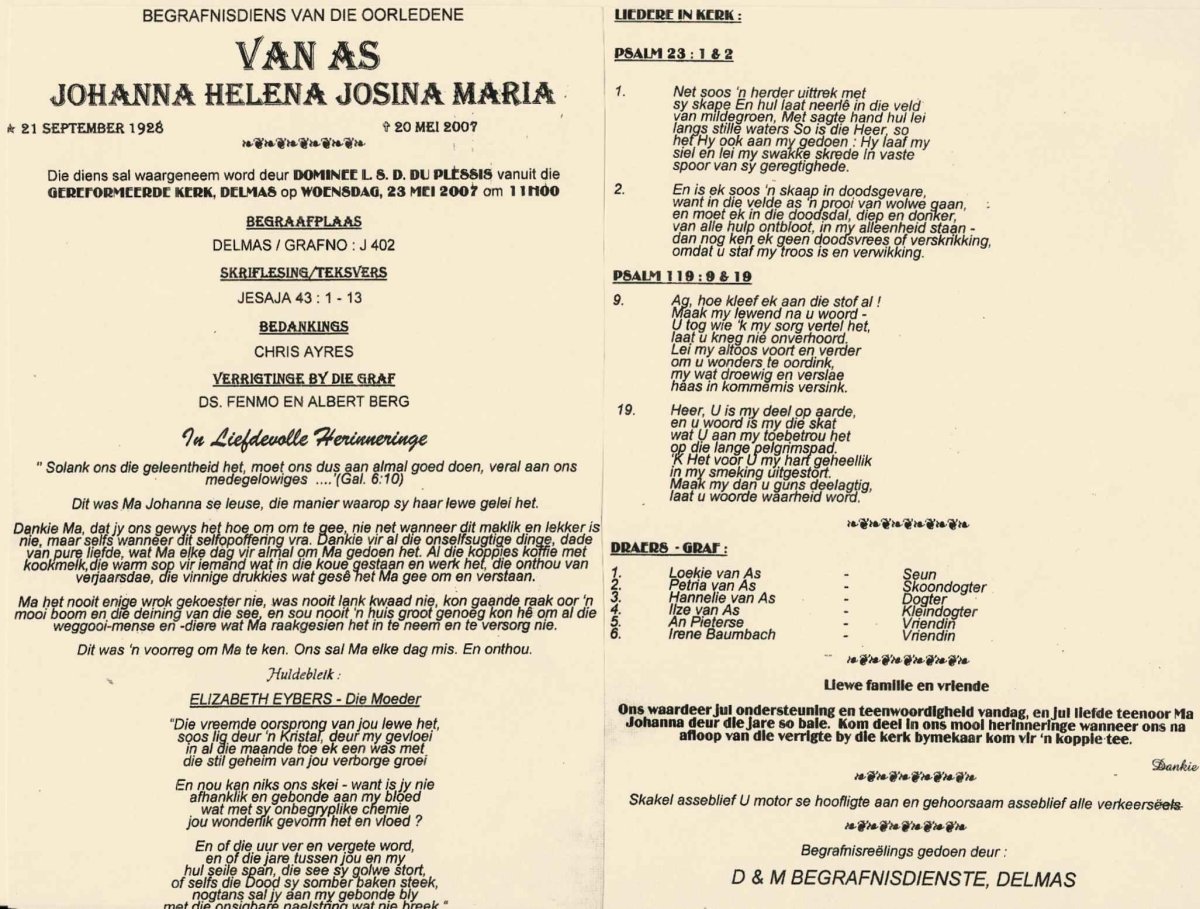 BEGRAFNISDIENS VAN DIE OORLEDENE
VAN AS
JOHANNA HELENA JOSINA MARIA
21 SEPTEMBER 1928
✞ 20 MEI 2007
Die diens sal waargeneem word deur DOMINEE L. S. D. DU PLESSIS vanuit die
GEREFORMEERDE KERK, DELMAS op WOENSDAG, 23 MEI 2007 om 11H00
BEGRAAFPLAAS
DELMAS / GRAFNO : J 402
SKRIFLESING/TEKSVERS
JESAJA 43 : 1 - 13
BEDANKINGS
CHRIS AYRES
VERRIGTINGE BY DIE GRAF
DS. FENMO EN ALBERT BERG
In Liefdevolle Herinneringe
" Solank ons die geleentheid het, moet ons dus aan almal goed doen, veral aan ons
medegelowiges ....'(Gal. 6:10)
Dit was Ma Johanna se leuse, die manier waarop sy haar lewe gelei het.
Dankie Ma, dat jy ons gewys het hoe om om te gee, nie net wanneer dit maklik en lekker is
nie, maar selfs wanneer dit selfopoffering vra. Dankie vir al die onselfsugtige dinge, dade
van pure liefde, wat Ma elke dag vir almal om Ma gedoen het. Al die koppies koffie met
kookmelk,die warm sop vir iemand wat in die koue gestaan en werk het, die onthou van
verjaarsdae, die vinnige drukkies wat gesê het Ma gee om en verstaan.
Ma het nooit enige wrok gekoester nie, was nooit lank kwaad nie, kon gaande raak oor 'n
mooi boom en die deining van die see, en sou nooit 'n huis groot genoeg kon hê om al die
weggooi-mense en -diere wat Ma raakgesien het in te neem en te versorg nie.
Dit was 'n voorreg om Ma te ken. Ons sal Ma elke dag mis. En onthou.
Huldebleik :
ELIZABETH EYBERS - Die Moeder
"Die vreemde oorsprong van jou lewe het,
soos lig deur 'n Kristal, deur my gevloei
in al die maande toe ek een was met
die stil geheim van jou verborge groei
En nou kan niks ons skei - want is jy nie
afhanklik en gebonde aan my bloed
wat met sy onbegryplike chemie
jou wonderlik gevorm het en vloed ?
En of die uur ver en vergete word,
en of die jare tussen jou en my
hul seile span, die see sy golwe stort,
of selfs die Dood sy somber baken steek,
nogtans sal jy aan my gebonde bly
met die onsigbare naelstring wat nie breek."
LIEDERE IN KERK :
PSALM 23 : 1 & 2
1. Net soos 'n herder uittrek met
sy skape En hul laat neerlê in die veld
van mildegroen, Met sagte hand hul lei
langs stille waters So is die Heer, so
het Hy ook aan my gedoen : Hy laaf my
siel en lei my swakke skrede In vaste
spoor van sy geregtighede.
2. En is ek soos 'n skaap in doodsgevare,
want in die velde as 'n prooi van wolwe gaan,
en moet ek in die doodsdal, diep en donker,
van alle hulp ontbloot, in my alleenheid staan -
dan nog ken ek geen doodsvrees of verskrikking,
omdat u staf my troos is en verwikking.
PSALM 119 : 9 & 19
9. Ag, hoe kleef ek aan die stof al !
Maak my lewend na u woord -
U tog wie 'k my sorg vertel het,
laat u kneg nie onverhoord.
Lei my altoos voort en verder
om u wonders te oordink,
my wat droewig en verslae
haas in kommernis versink.
19. Heer, U is my deel op aarde,
en u woord is my die skat
wat U aan my toebetrou het
op die lange pelgrimspad.
'K Het voor U my hart geheellik
in my smeking uitgestort.
Maak my dan u guns deelagtig,
laat u woorde waarheid word.
DRAERS - GRAF :
1. Loekie van As - Seun
2. Petria van As - Skoondogter
3. Hannelie van As - Dogter
4. Ilze van As - Kleindogter
5. An Pieterse - Vriendin
6. Irene Baumbach - Vriendin
Liewe familie en vriende
Ons waardeer jul ondersteuning en teenwoordigheid vandag, en jul liefde teenoor Ma
Johanna deur die jare so baie. Kom deel in ons mooi herinneringe wanneer ons na
afloop van die verrigte by die kerk bymekaar kom vir 'n koppie tee.
Dankie
Skakel asseblief U motor se hoofligte aan en gehoorsaam asseblief alle verkeersëels
Begrafnisreëlings gedoen deur :
D & M BEGRAFNISDIENSTE, DELMAS